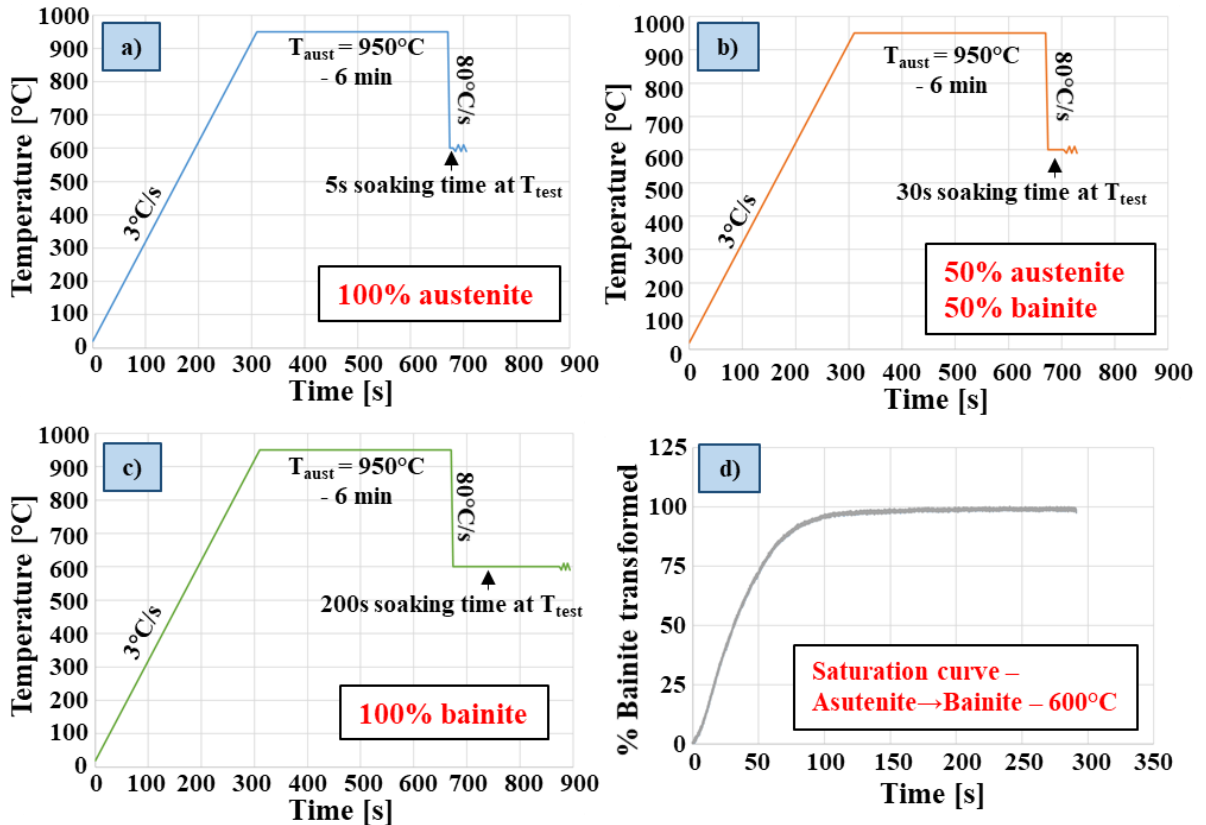 a)
Temperature [°C]
1000
900
800
700
600
500
400
300
200
100
0
T_aust = 950°C
- 6 min
80°C/s
3°C/s
5s soaking time at T_test
100% austenite
0 100 200 300 400 500 600 700 800 900
Time [s]
b)
Temperature [°C]
1000
900
800
700
600
500
400
300
200
100
0
T_aust = 950°C
- 6 min
80°C/s
3°C/s
30s soaking time at T_test
50% austenite
50% bainite
0 100 200 300 400 500 600 700 800 900
Time [s]
c)
Temperature [°C]
1000
900
800
700
600
500
400
300
200
100
0
T_aust = 950°C
- 6 min
80°C/s
3°C/s
200s soaking time at T_test
100% bainite
0 100 200 300 400 500 600 700 800 900
Time [s]
d)
% Bainite transformed
125
100
75
50
25
0
Saturation curve –
Asutenite→Bainite – 600°C
0 50 100 150 200 250 300 350
Time [s]